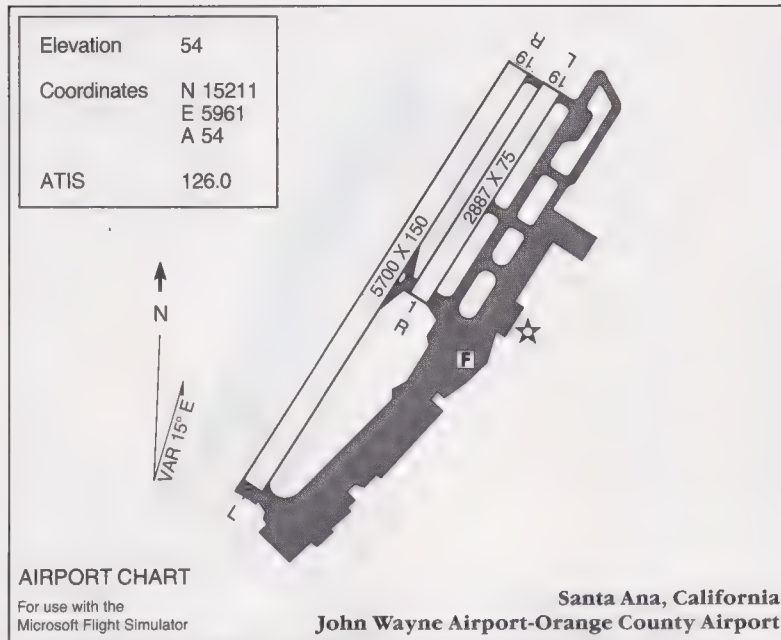 Elevation 54
Coordinates N 15211
E 5961
A 54
ATIS 126.0
19 R
19 L
5700 X 150
2887 X 75
1 R
N
VAR 15° E
F
L
AIRPORT CHART
For use with the
Microsoft Flight Simulator
Santa Ana, California
John Wayne Airport-Orange County Airport